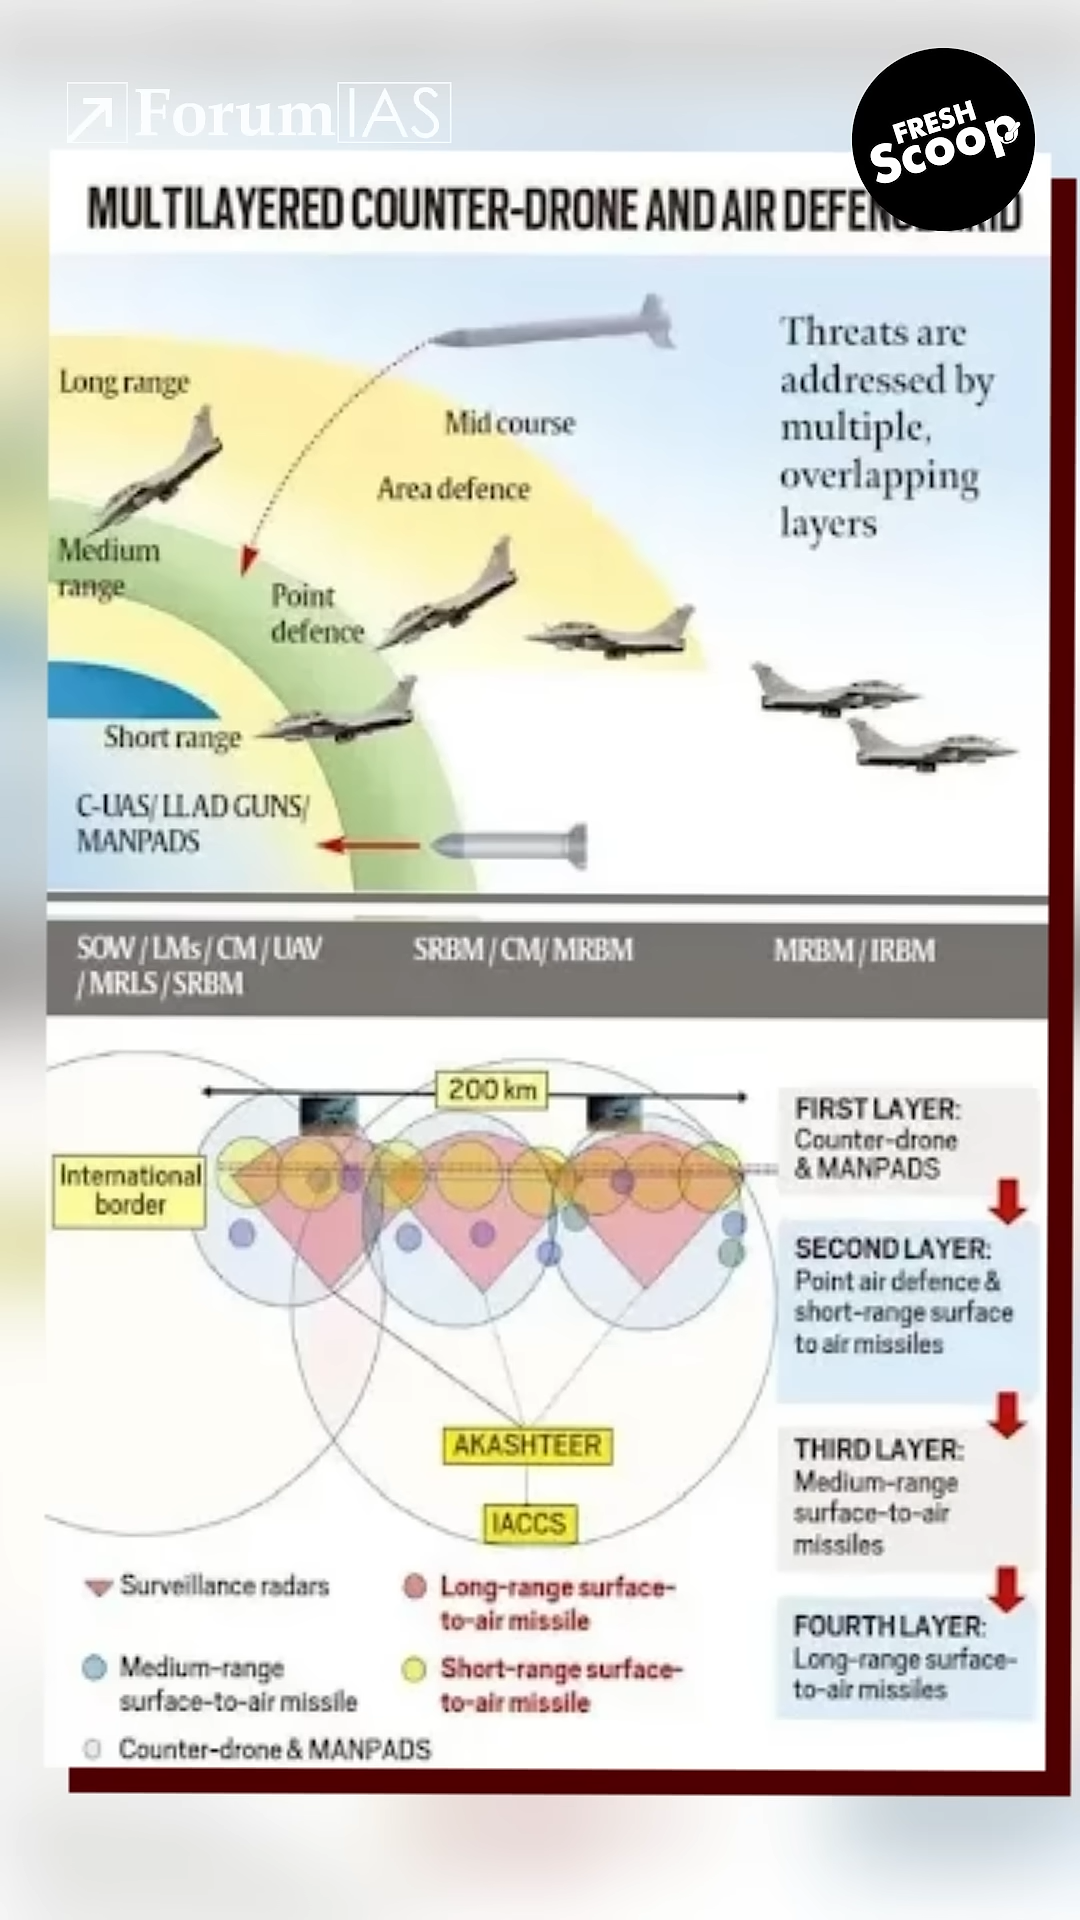 Forum IAS
FRESH
Scoop
MULTILAYERED COUNTER-DRONE AND AIR
Threats are
addressed by
multiple,
overlapping
layers
Long range
Mid course
Area defence
Medium
range
Point
defence
Short range
C-UAS/ LLAD GUNS/
MANPADS
SOW / LMs / CM / UAV
/ MRLS / SRBM
SRBM / CM/ MRBM
MRBM / IRBM
200 km
International
border
AKASHTEER
IACCS
FIRST LAYER:
Counter-drone
& MANPADS
SECOND LAYER:
Point air defence &
short-range surface
to air missiles
THIRD LAYER:
Medium-range
surface-to-air
missiles
FOURTH LAYER:
Long-range surface-
to-air missiles
Surveillance radars
Long-range surface-
to-air missile
Medium-range
surface-to-air missile
Short-range surface-
to-air missile
Counter-drone & MANPADS